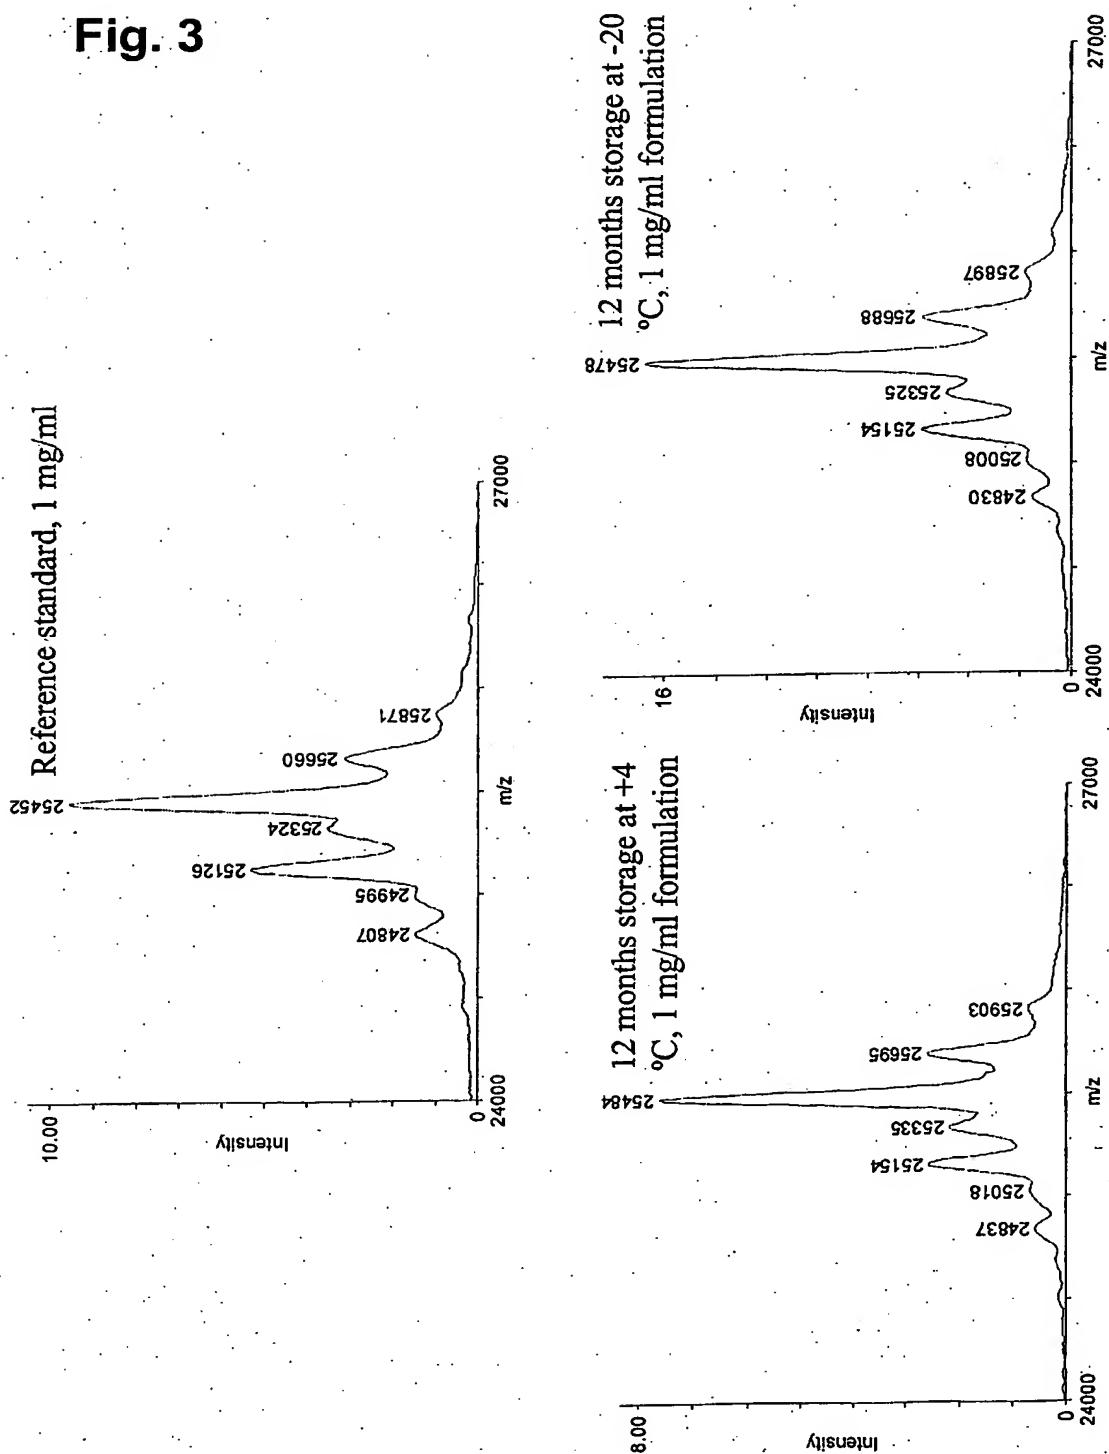 Fig. 3
Reference standard, 1 mg/ml
10.00
Intensity
0
24000
27000
m/z
24807
24995
25126
25324
25452
25660
25871
12 months storage at +4
ºC, 1 mg/ml formulation
8.00
Intensity
0
24000
27000
m/z
24837
25018
25154
25335
25484
25695
25903
12 months storage at -20
ºC, 1 mg/ml formulation
16
Intensity
0
24000
27000
m/z
24830
25008
25154
25325
25478
25688
25897